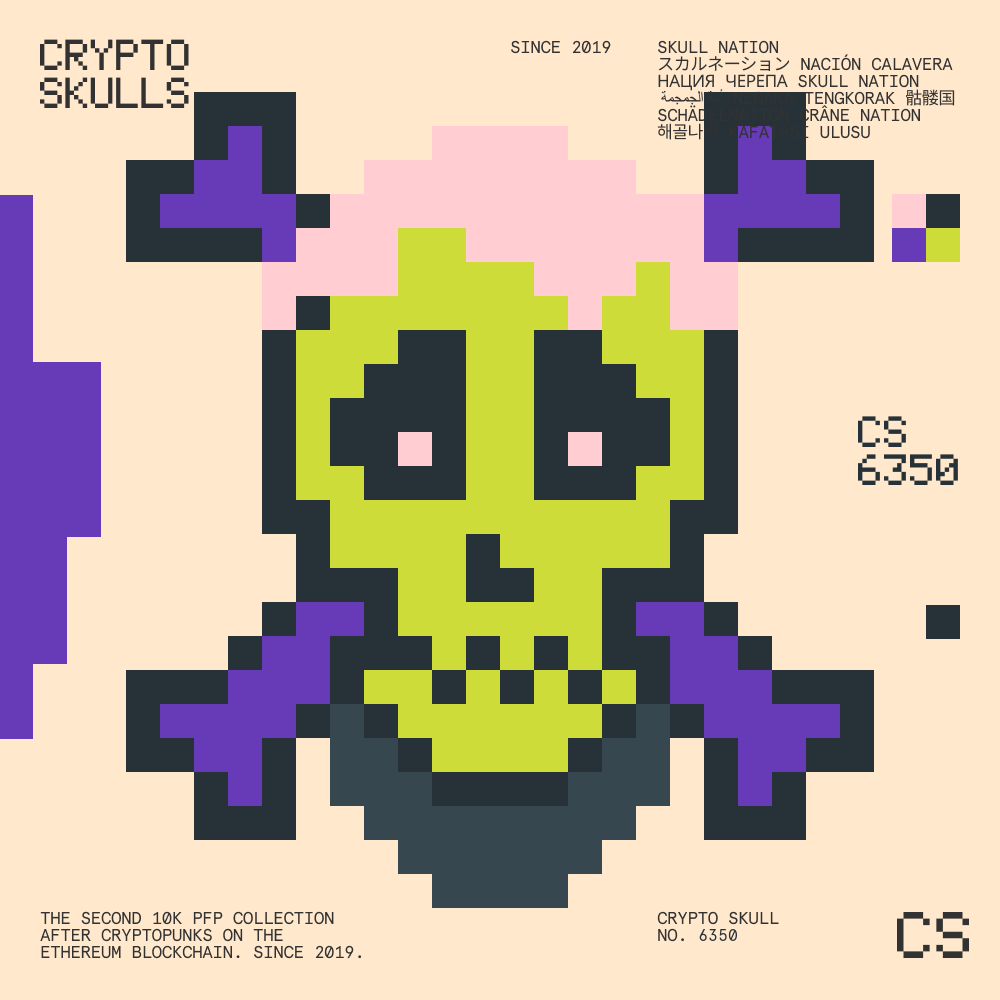 CRYPTO
SKULLS
SINCE 2019
SKULL NATION
スカルネーション NACIÓN CALAVERA
НАЦИЯ ЧЕРЕПА SKULL NATION
الجمجمة TENGKORAK 骷髅国
CRÂNE NATION
ULUSU
CS
6350
THE SECOND 10K PFP COLLECTION
AFTER CRYPTOPUNKS ON THE
ETHEREUM BLOCKCHAIN. SINCE 2019.
CRYPTO SKULL
NO. 6350
CS